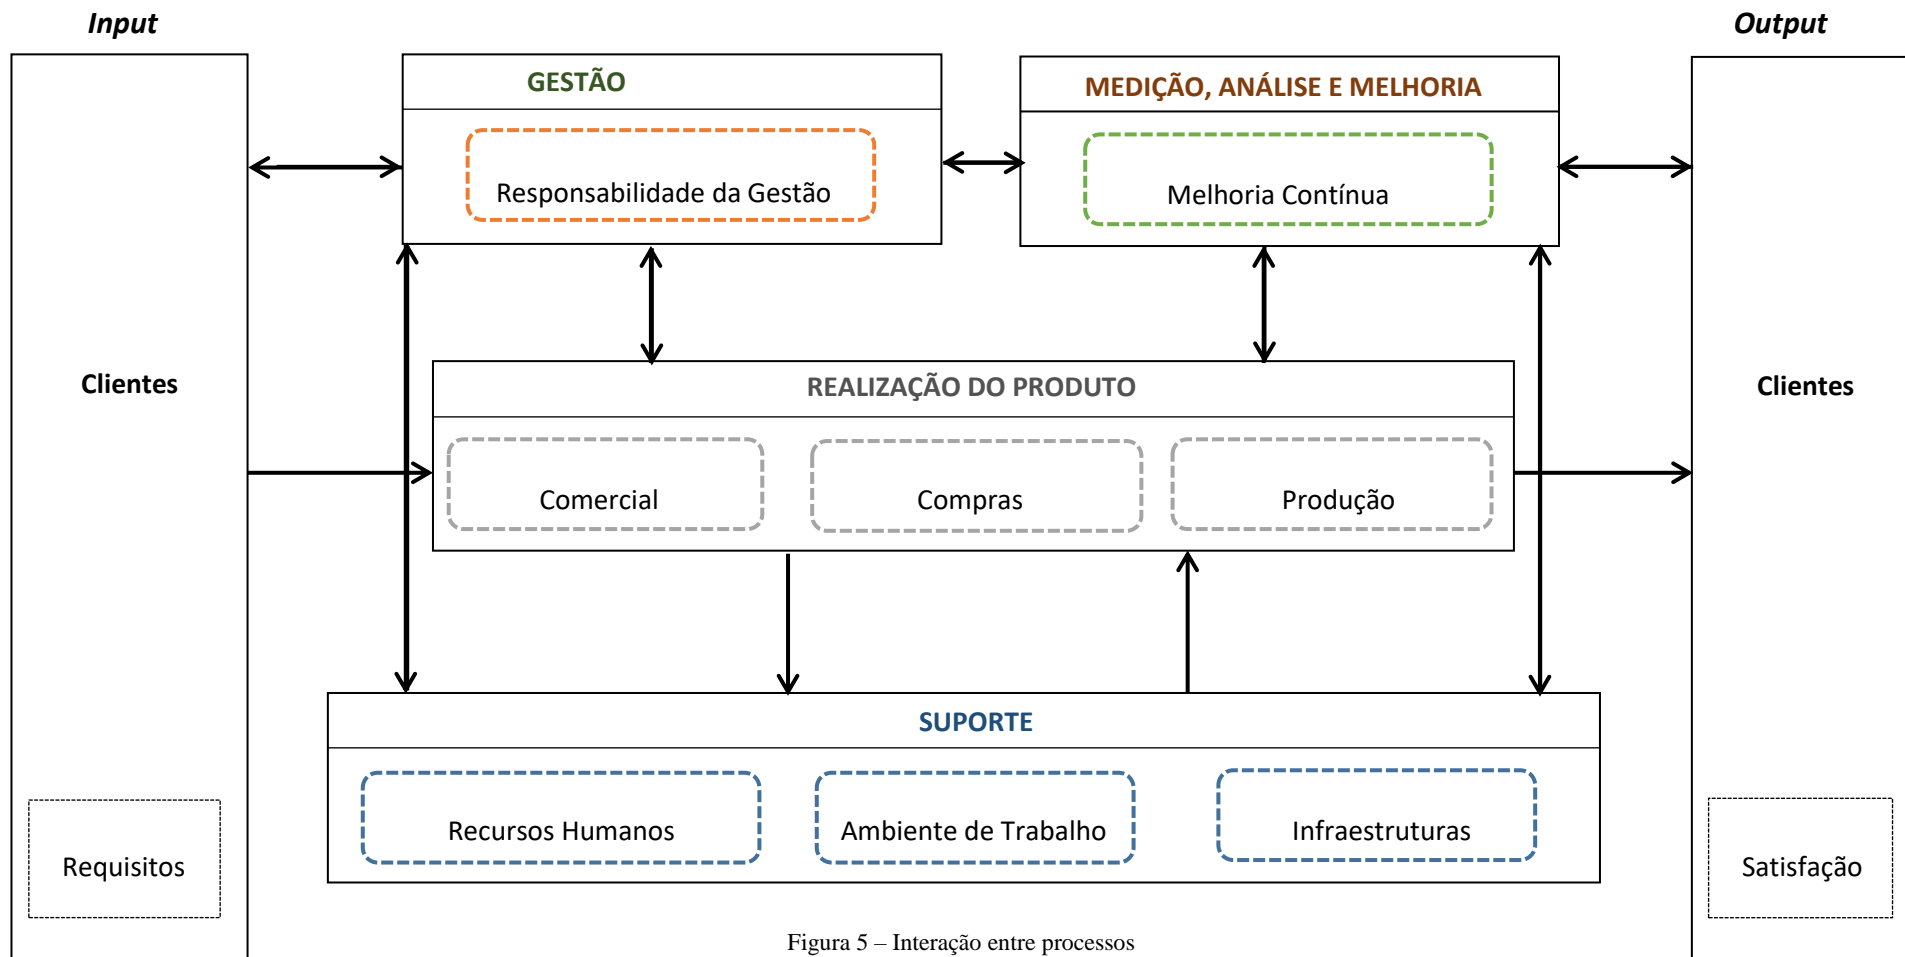 Input
Output
GESTÃO
MEDIÇÃO, ANÁLISE E MELHORIA
Responsabilidade da Gestão
Melhoria Contínua
Clientes
REALIZAÇÃO DO PRODUTO
Clientes
Comercial
Compras
Produção
SUPORTE
Recursos Humanos
Ambiente de Trabalho
Infraestruturas
Requisitos
Satisfação
Figura 5 – Interação entre processos